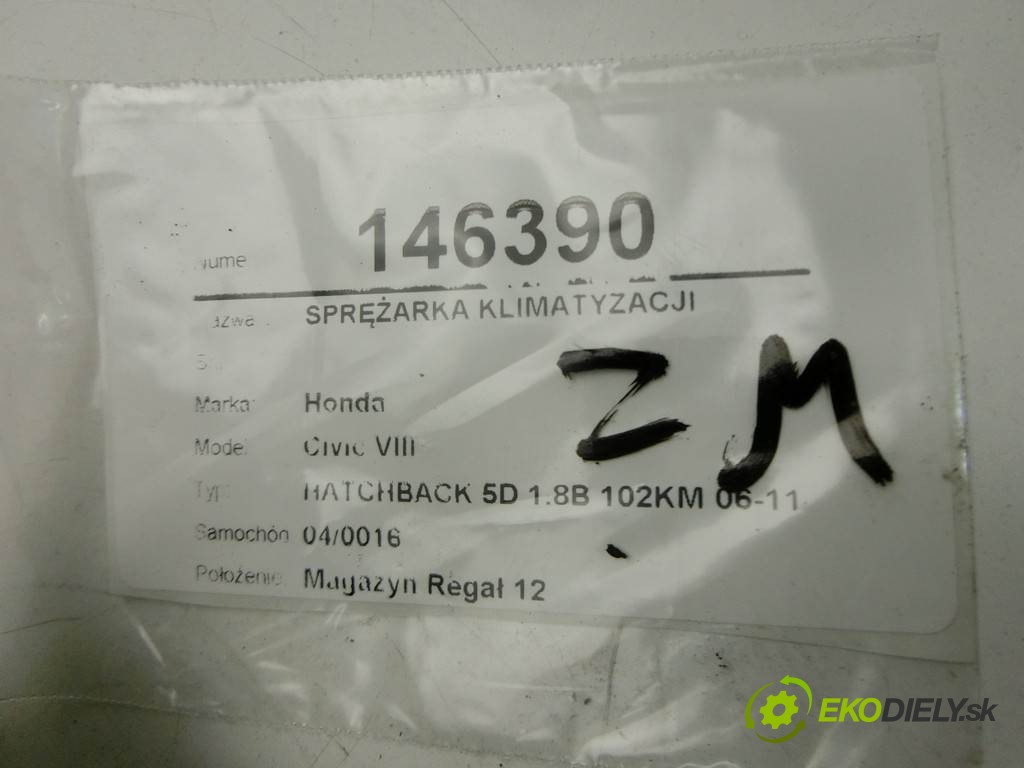 146390
SPRĘŻARKA KLIMATYZACJI
Marka: Honda
Model Civic VIII
Typ: HATCHBACK 5D 1.8B 102KM 06-11
Samochón 04/0016
Położenie Magazyn Regał 12
ZM
EKODIELY.sk